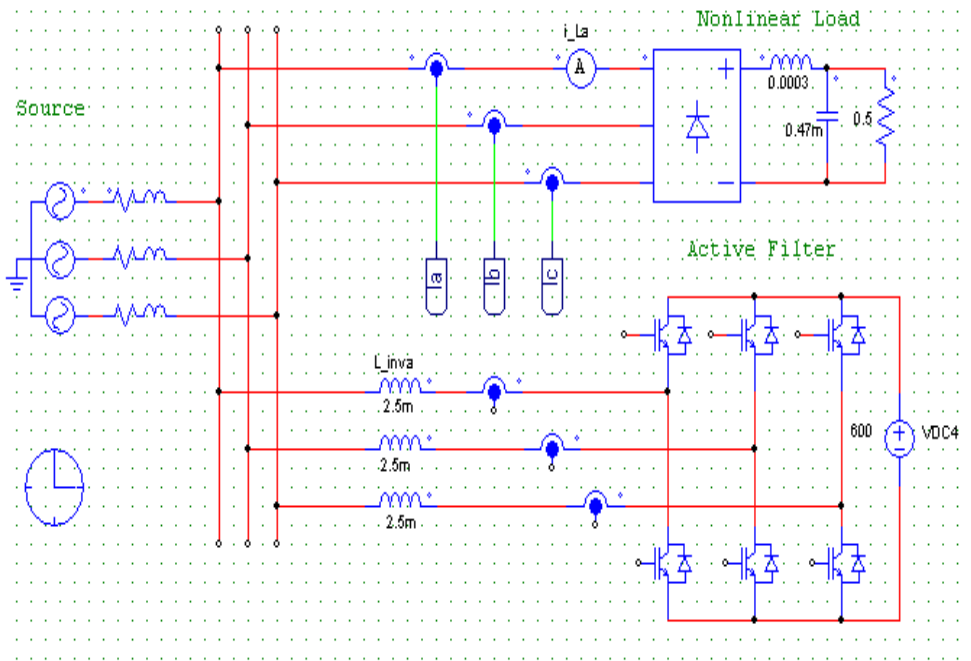 Nonlinear Load
i_La
A
0.0003
0.47m
0.5
Source
Ia
Ib
Ic
Active Filter
L_inva
2.5m
2.5m
2.5m
600
VDC4